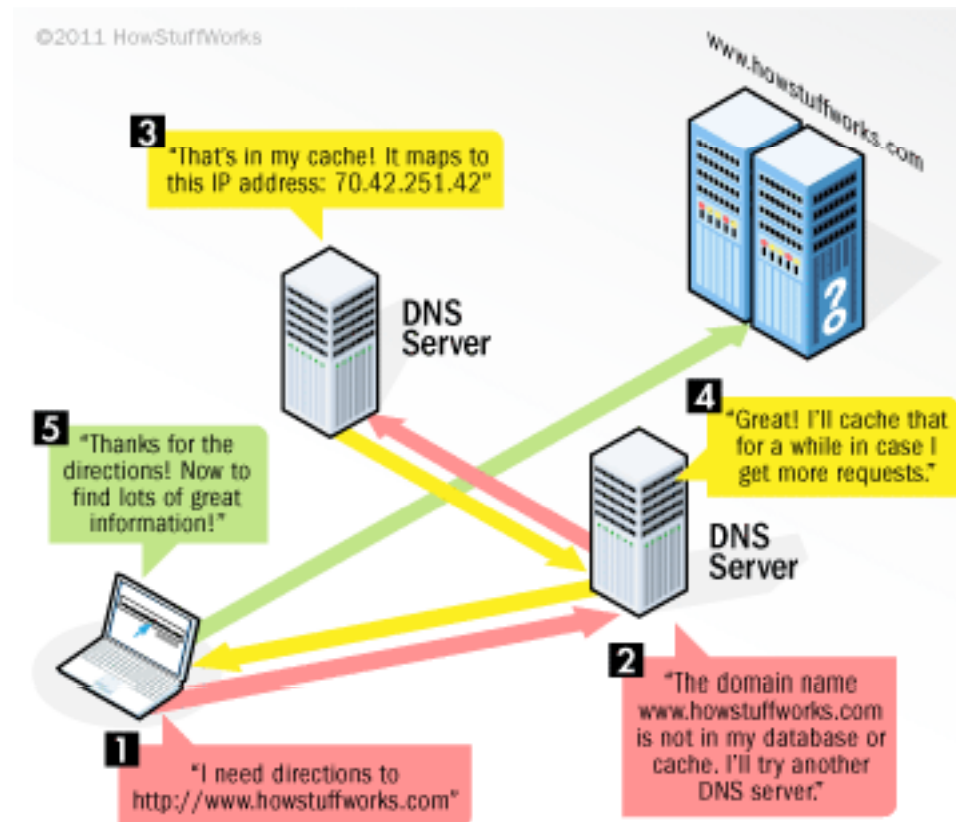 ©2011 HowStuffWorks
www.howstuffworks.com
3
"That's in my cache! It maps to
this IP address: 70.42.251.42"
DNS
Server
4
"Great! I'll cache that
for a while in case I
get more requests."
5
"Thanks for the
directions! Now to
find lots of great
information!"
DNS
Server
2
"The domain name
www.howstuffworks.com
is not in my database or
cache. I'll try another
DNS server."
1
"I need directions to
http://www.howstuffworks.com"